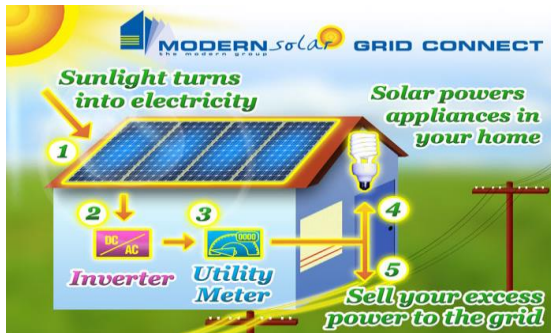 MODERN solar GRID CONNECT
the modern group
Sunlight turns
into electricity
Solar powers
appliances in
your home
1
2
3
4
DC
AC
0000
Inverter
Utility
Meter
5
Sell your excess
power to the grid